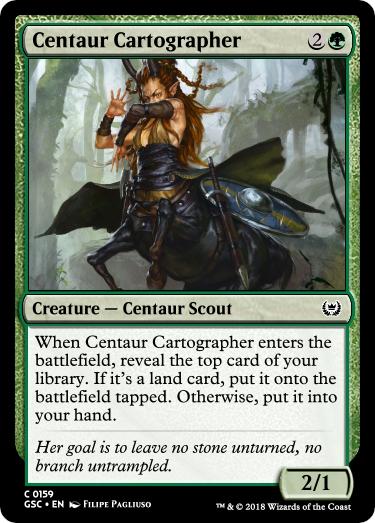 Centaur Cartographer 2
Creature — Centaur Scout
When Centaur Cartographer enters the
battlefield, reveal the top card of your
library. If it's a land card, put it onto the
battlefield tapped. Otherwise, put it into
your hand.
Her goal is to leave no stone unturned, no
branch untrampled.
2/1
C 0159
GSC • EN Filipe Pagliuso
™ & © 2018 Wizards of the Coast